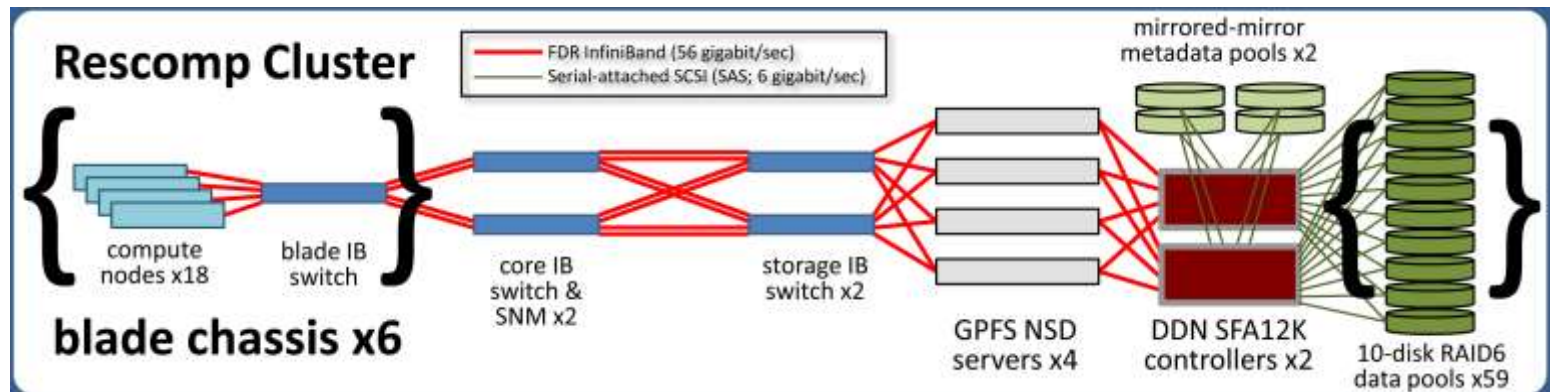 Rescomp Cluster
FDR InfiniBand (56 gigabit/sec)
Serial-attached SCSI (SAS; 6 gigabit/sec)
mirrored-mirror
metadata pools x2
{ }
{ }
compute
nodes x18
blade IB
switch
core IB
switch &
SNM x2
storage IB
switch x2
GPFS NSD
servers x4
DDN SFA12K
controllers x2
10-disk RAID6
data pools x59
blade chassis x6